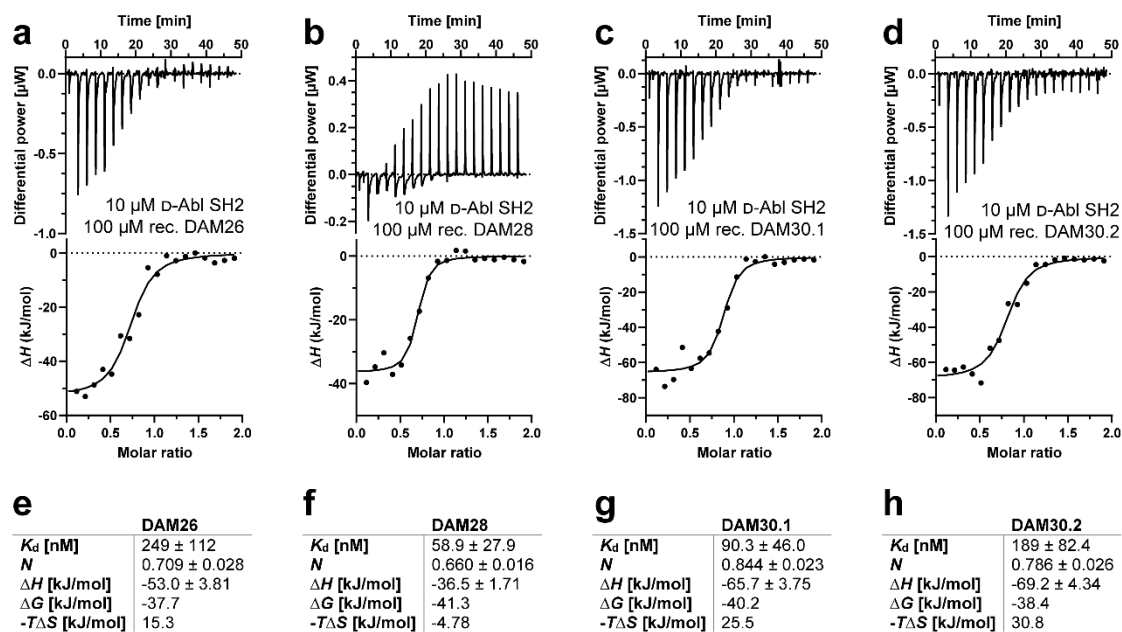 a
Time [min]
0 10 20 30 40 50
Differential power [µW]
0.0
-0.5
-1.0
10 µM D-Abl SH2
100 µM rec. DAM26
ΔH (kJ/mol)
0
-20
-40
-60
0.0 0.5 1.0 1.5 2.0
Molar ratio
b
Time [min]
0 10 20 30 40 50
Differential power [µW]
0.4
0.2
0.0
-0.2
10 µM D-Abl SH2
100 µM rec. DAM28
ΔH (kJ/mol)
0
-20
-40
0.0 0.5 1.0 1.5 2.0
Molar ratio
c
Time [min]
0 10 20 30 40 50
Differential power [µW]
0.0
-0.5
-1.0
-1.5
10 µM D-Abl SH2
100 µM rec. DAM30.1
ΔH (kJ/mol)
0
-20
-40
-60
-80
0.0 0.5 1.0 1.5 2.0
Molar ratio
d
Time [min]
0 10 20 30 40 50
Differential power [µW]
0.0
-0.5
-1.0
-1.5
10 µM D-Abl SH2
100 µM rec. DAM30.2
ΔH (kJ/mol)
0
-20
-40
-60
-80
0.0 0.5 1.0 1.5 2.0
Molar ratio
e
DAM26
Kd [nM] 249 ± 112
N 0.709 ± 0.028
ΔH [kJ/mol] -53.0 ± 3.81
ΔG [kJ/mol] -37.7
-TΔS [kJ/mol] 15.3
f
DAM28
Kd [nM] 58.9 ± 27.9
N 0.660 ± 0.016
ΔH [kJ/mol] -36.5 ± 1.71
ΔG [kJ/mol] -41.3
-TΔS [kJ/mol] -4.78
g
DAM30.1
Kd [nM] 90.3 ± 46.0
N 0.844 ± 0.023
ΔH [kJ/mol] -65.7 ± 3.75
ΔG [kJ/mol] -40.2
-TΔS [kJ/mol] 25.5
h
DAM30.2
Kd [nM] 189 ± 82.4
N 0.786 ± 0.026
ΔH [kJ/mol] -69.2 ± 4.34
ΔG [kJ/mol] -38.4
-TΔS [kJ/mol] 30.8